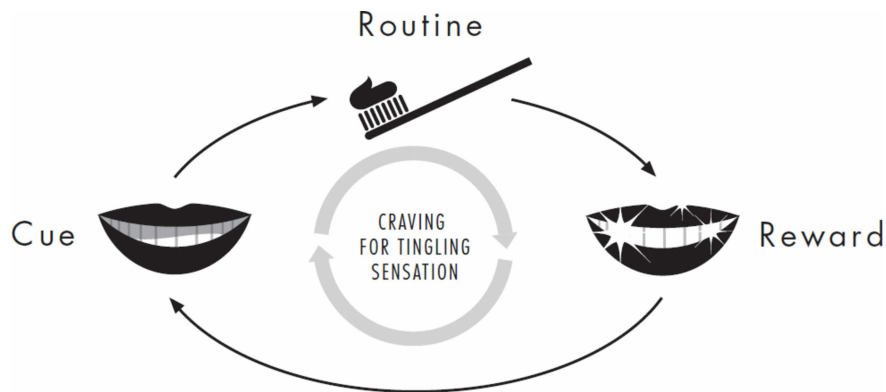 Routine
Cue
CRAVING
FOR TINGLING
SENSATION
Reward